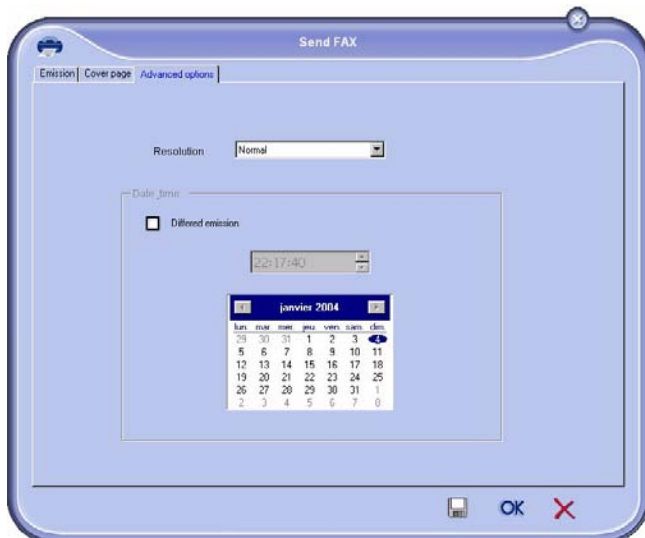 Send FAX
Emission Cover page Advanced options
Resolution Normal
Date_time
Differed emission
22:17:40
janvier 2004
lun. mar. mer. jeu. ven. sam. dim.
29 30 31 1 2 3 4
5 6 7 8 9 10 11
12 13 14 15 16 17 18
19 20 21 22 23 24 25
26 27 28 29 30 31 1
2 3 4 5 6 7 8
OK